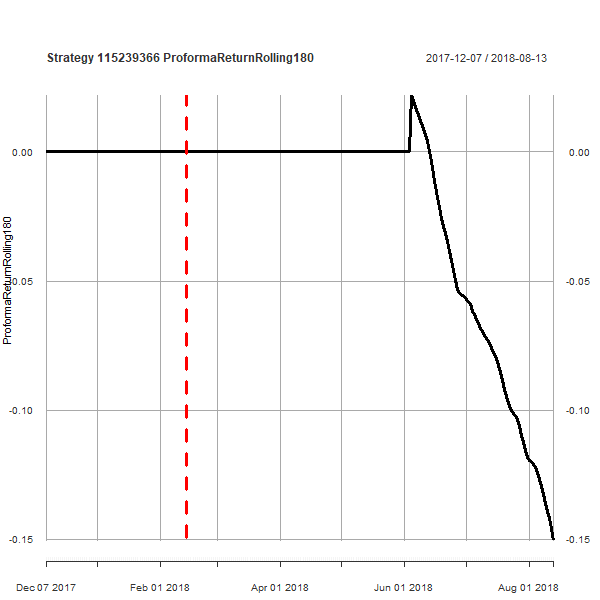 Strategy 115239366 ProformaReturnRolling180
2017-12-07 / 2018-08-13
ProformaReturnRolling180
0.00
0.00
-0.05
-0.05
-0.10
-0.10
-0.15
-0.15
Dec 07 2017
Feb 01 2018
Apr 01 2018
Jun 01 2018
Aug 01 2018